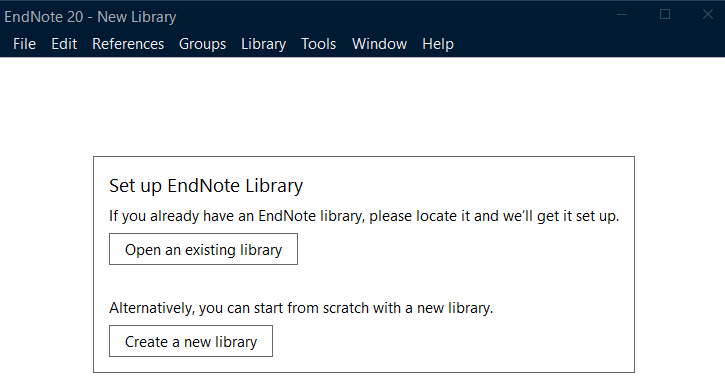 EndNote 20 - New Library
File Edit References Groups Library Tools Window Help
Set up EndNote Library
If you already have an EndNote library, please locate it and we'll get it set up.
Open an existing library
Alternatively, you can start from scratch with a new library.
Create a new library